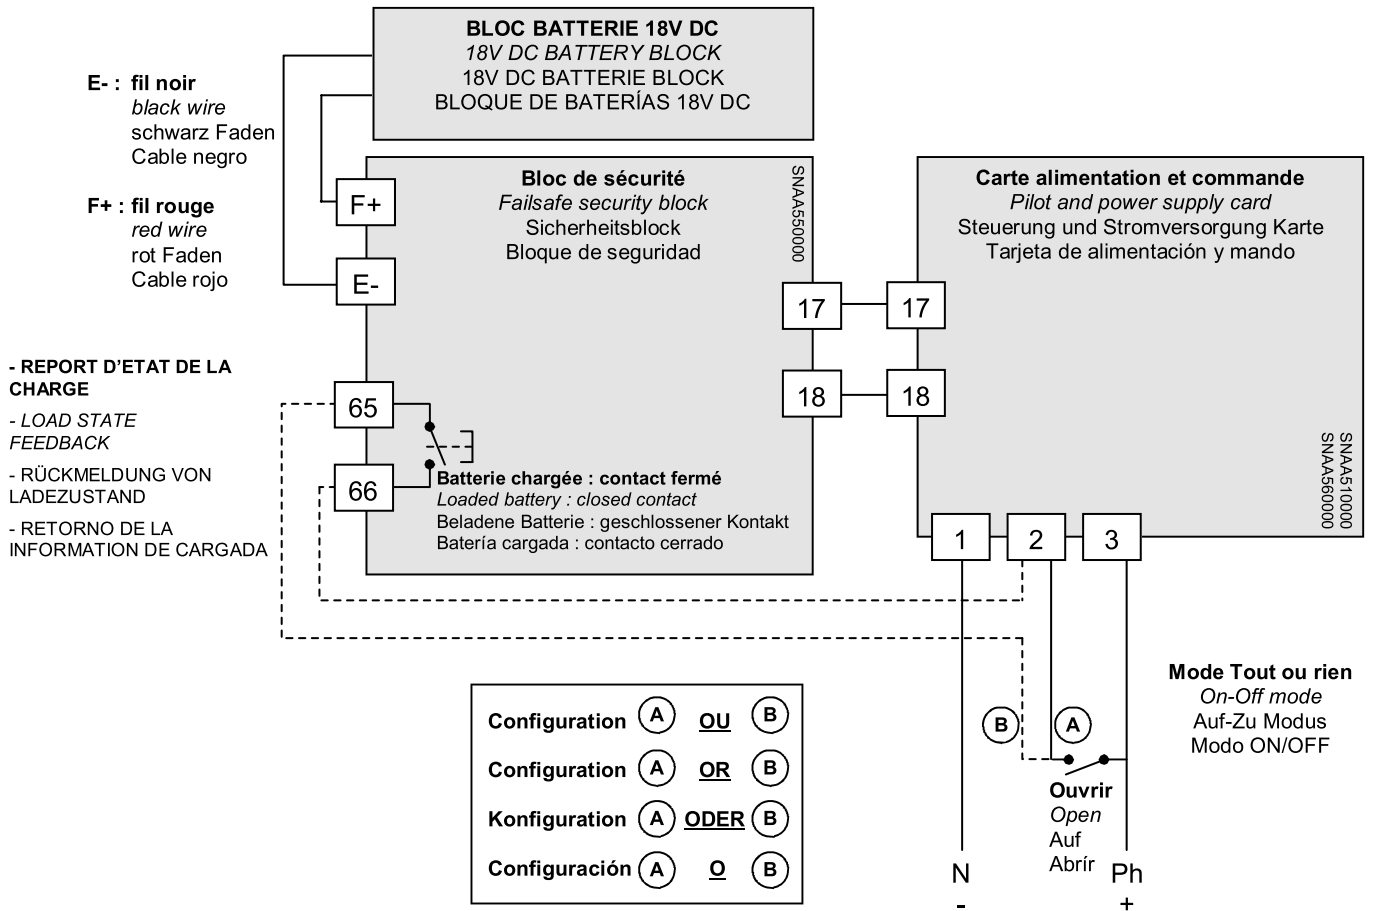 BLOC BATTERIE 18V DC
18V DC BATTERY BLOCK
18V DC BATTERIE BLOCK
BLOQUE DE BATERÍAS 18V DC
E- : fil noir
black wire
schwarz Faden
Cable negro
F+ : fil rouge
red wire
rot Faden
Cable rojo
F+
E-
Bloc de sécurité
Failsafe security block
Sicherheitsblock
Bloque de seguridad
SNAA550000
17
18
Carte alimentation et commande
Pilot and power supply card
Steuerung und Stromversorgung Karte
Tarjeta de alimentación y mando
17
18
SNAA510000
SNAA560000
- REPORT D'ETAT DE LA
CHARGE
- LOAD STATE
FEEDBACK
- RÜCKMELDUNG VON
LADEZUSTAND
- RETORNO DE LA
INFORMATION DE CARGADA
65
66
Batterie chargée : contact fermé
Loaded battery : closed contact
Beladene Batterie : geschlossener Kontakt
Batería cargada : contacto cerrado
1
2
3
Mode Tout ou rien
On-Off mode
Auf-Zu Modus
Modo ON/OFF
B
A
Ouvrir
Open
Auf
Abrír
N
-
Ph
+
Configuration A OU B
Configuration A OR B
Konfiguration A ODER B
Configuración A O B